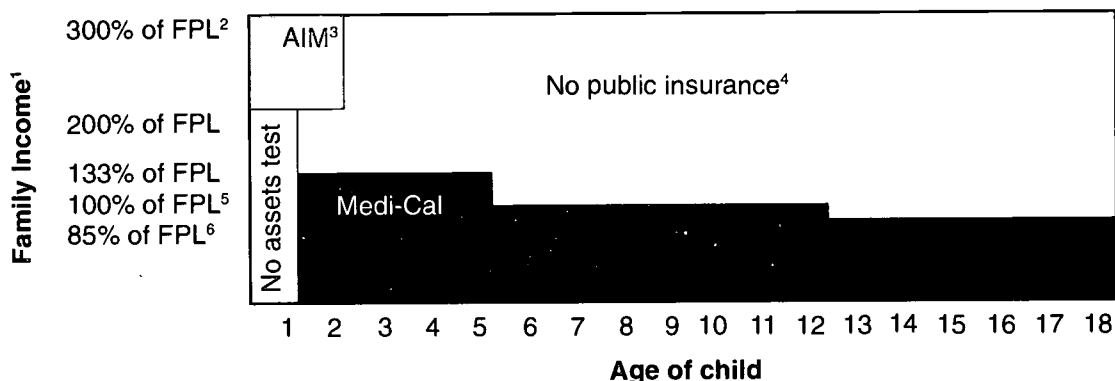 300% of FPL²
AIM³
No public insurance⁴
200% of FPL
133% of FPL
100% of FPL⁵
85% of FPL⁶
Family Income¹
No assets test
Medi-Cal
1 2 3 4 5 6 7 8 9 10 11 12 13 14 15 16 17 18
Age of child